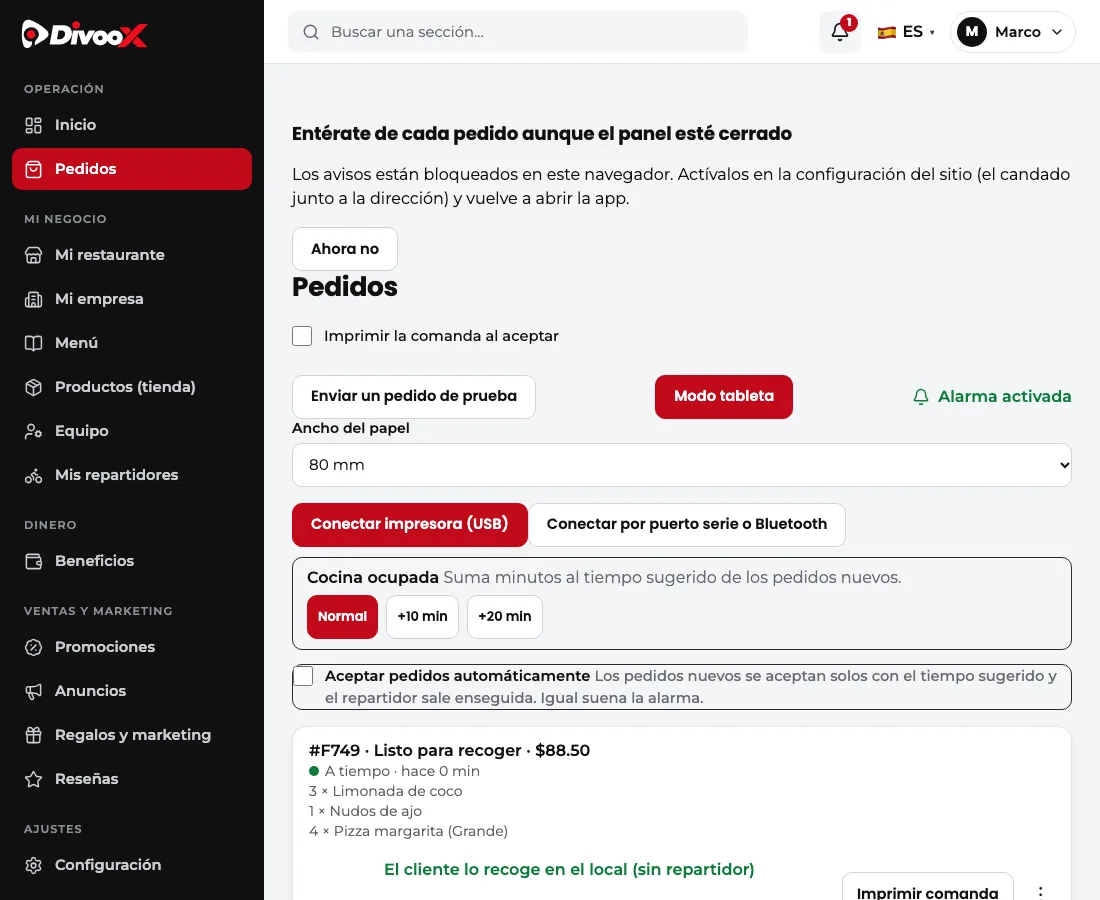 DivooX
Buscar una sección...
1
ES
M
Marco
OPERACIÓN
Inicio
Pedidos
MI NEGOCIO
Mi restaurante
Mi empresa
Menú
Productos (tienda)
Equipo
Mis repartidores
DINERO
Beneficios
VENTAS Y MARKETING
Promociones
Anuncios
Regalos y marketing
Reseñas
AJUSTES
Configuración
Entérate de cada pedido aunque el panel esté cerrado
Los avisos están bloqueados en este navegador. Actívalos en la configuración del sitio (el candado
junto a la dirección) y vuelve a abrir la app.
Ahora no
Pedidos
Imprimir la comanda al aceptar
Enviar un pedido de prueba
Modo tableta
Alarma activada
Ancho del papel
80 mm
Conectar impresora (USB)
Conectar por puerto serie o Bluetooth
Cocina ocupada Suma minutos al tiempo sugerido de los pedidos nuevos.
Normal
+10 min
+20 min
Aceptar pedidos automáticamente Los pedidos nuevos se aceptan solos con el tiempo sugerido y
el repartidor sale enseguida. Igual suena la alarma.
#F749 · Listo para recoger · $88.50
A tiempo · hace 0 min
3 × Limonada de coco
1 × Nudos de ajo
4 × Pizza margarita (Grande)
El cliente lo recoge en el local (sin repartidor)
Imprimir comanda